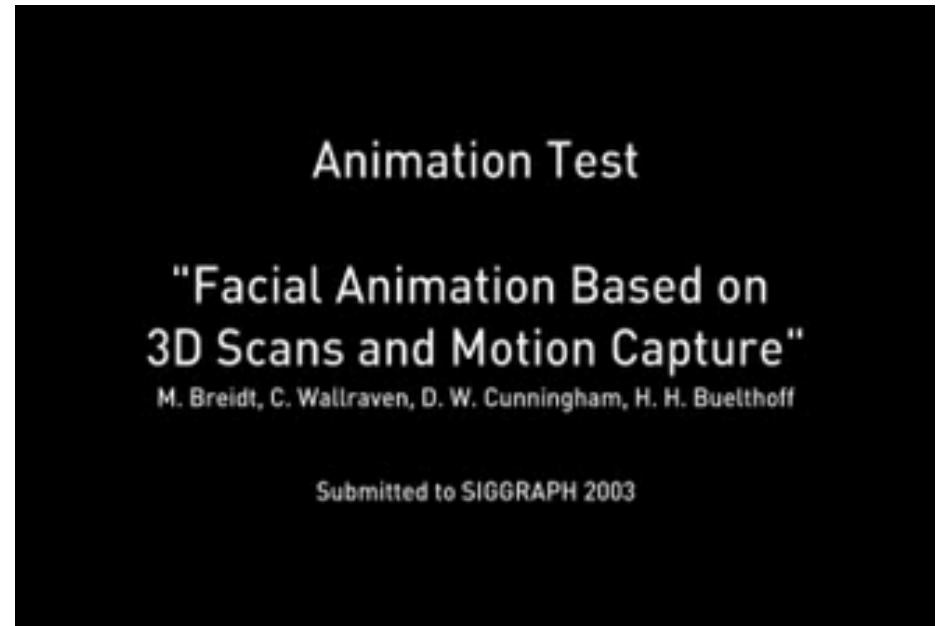 Animation Test
"Facial Animation Based on
3D Scans and Motion Capture"
M. Breidt, C. Wallraven, D. W. Cunningham, H. H. Buelthoff
Submitted to SIGGRAPH 2003